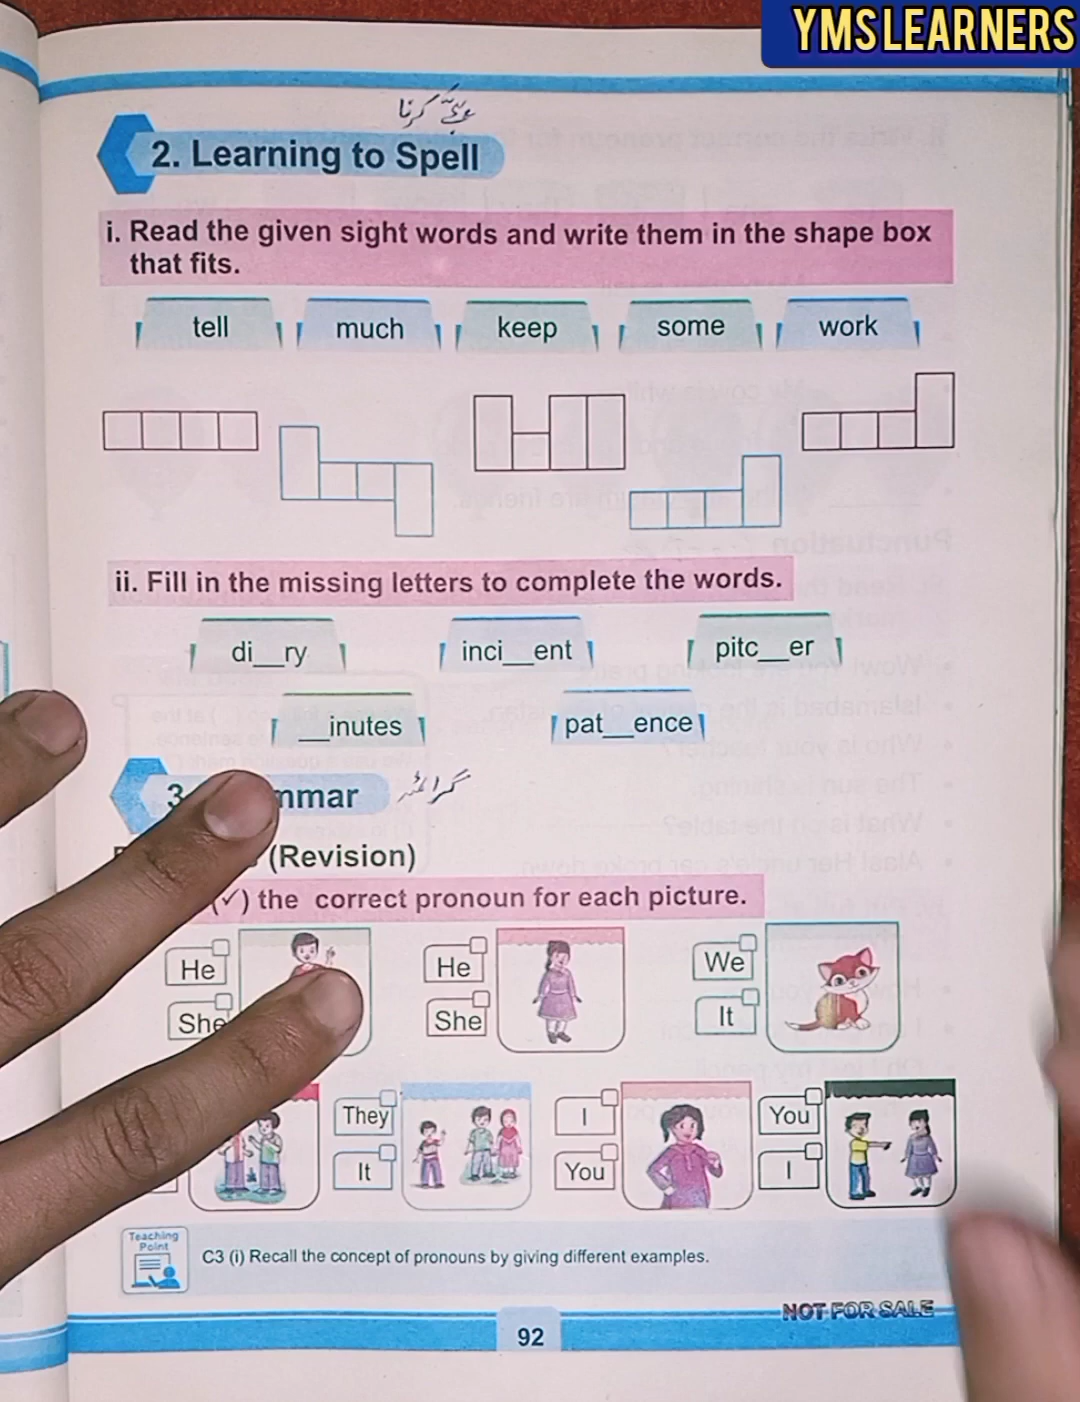 YMS LEARNERS
ہجے کرنا
2. Learning to Spell
i. Read the given sight words and write them in the shape box
that fits.
tell much keep some work
ii. Fill in the missing letters to complete the words.
di__ry inci__ent pitc__er
__inutes pat__ence
3. mmar گرائمر
(Revision)
(✓) the correct pronoun for each picture.
He He We
She She It
They I You
It You I
Teaching
Point
C3 (i) Recall the concept of pronouns by giving different examples.
NOT FOR SALE
92